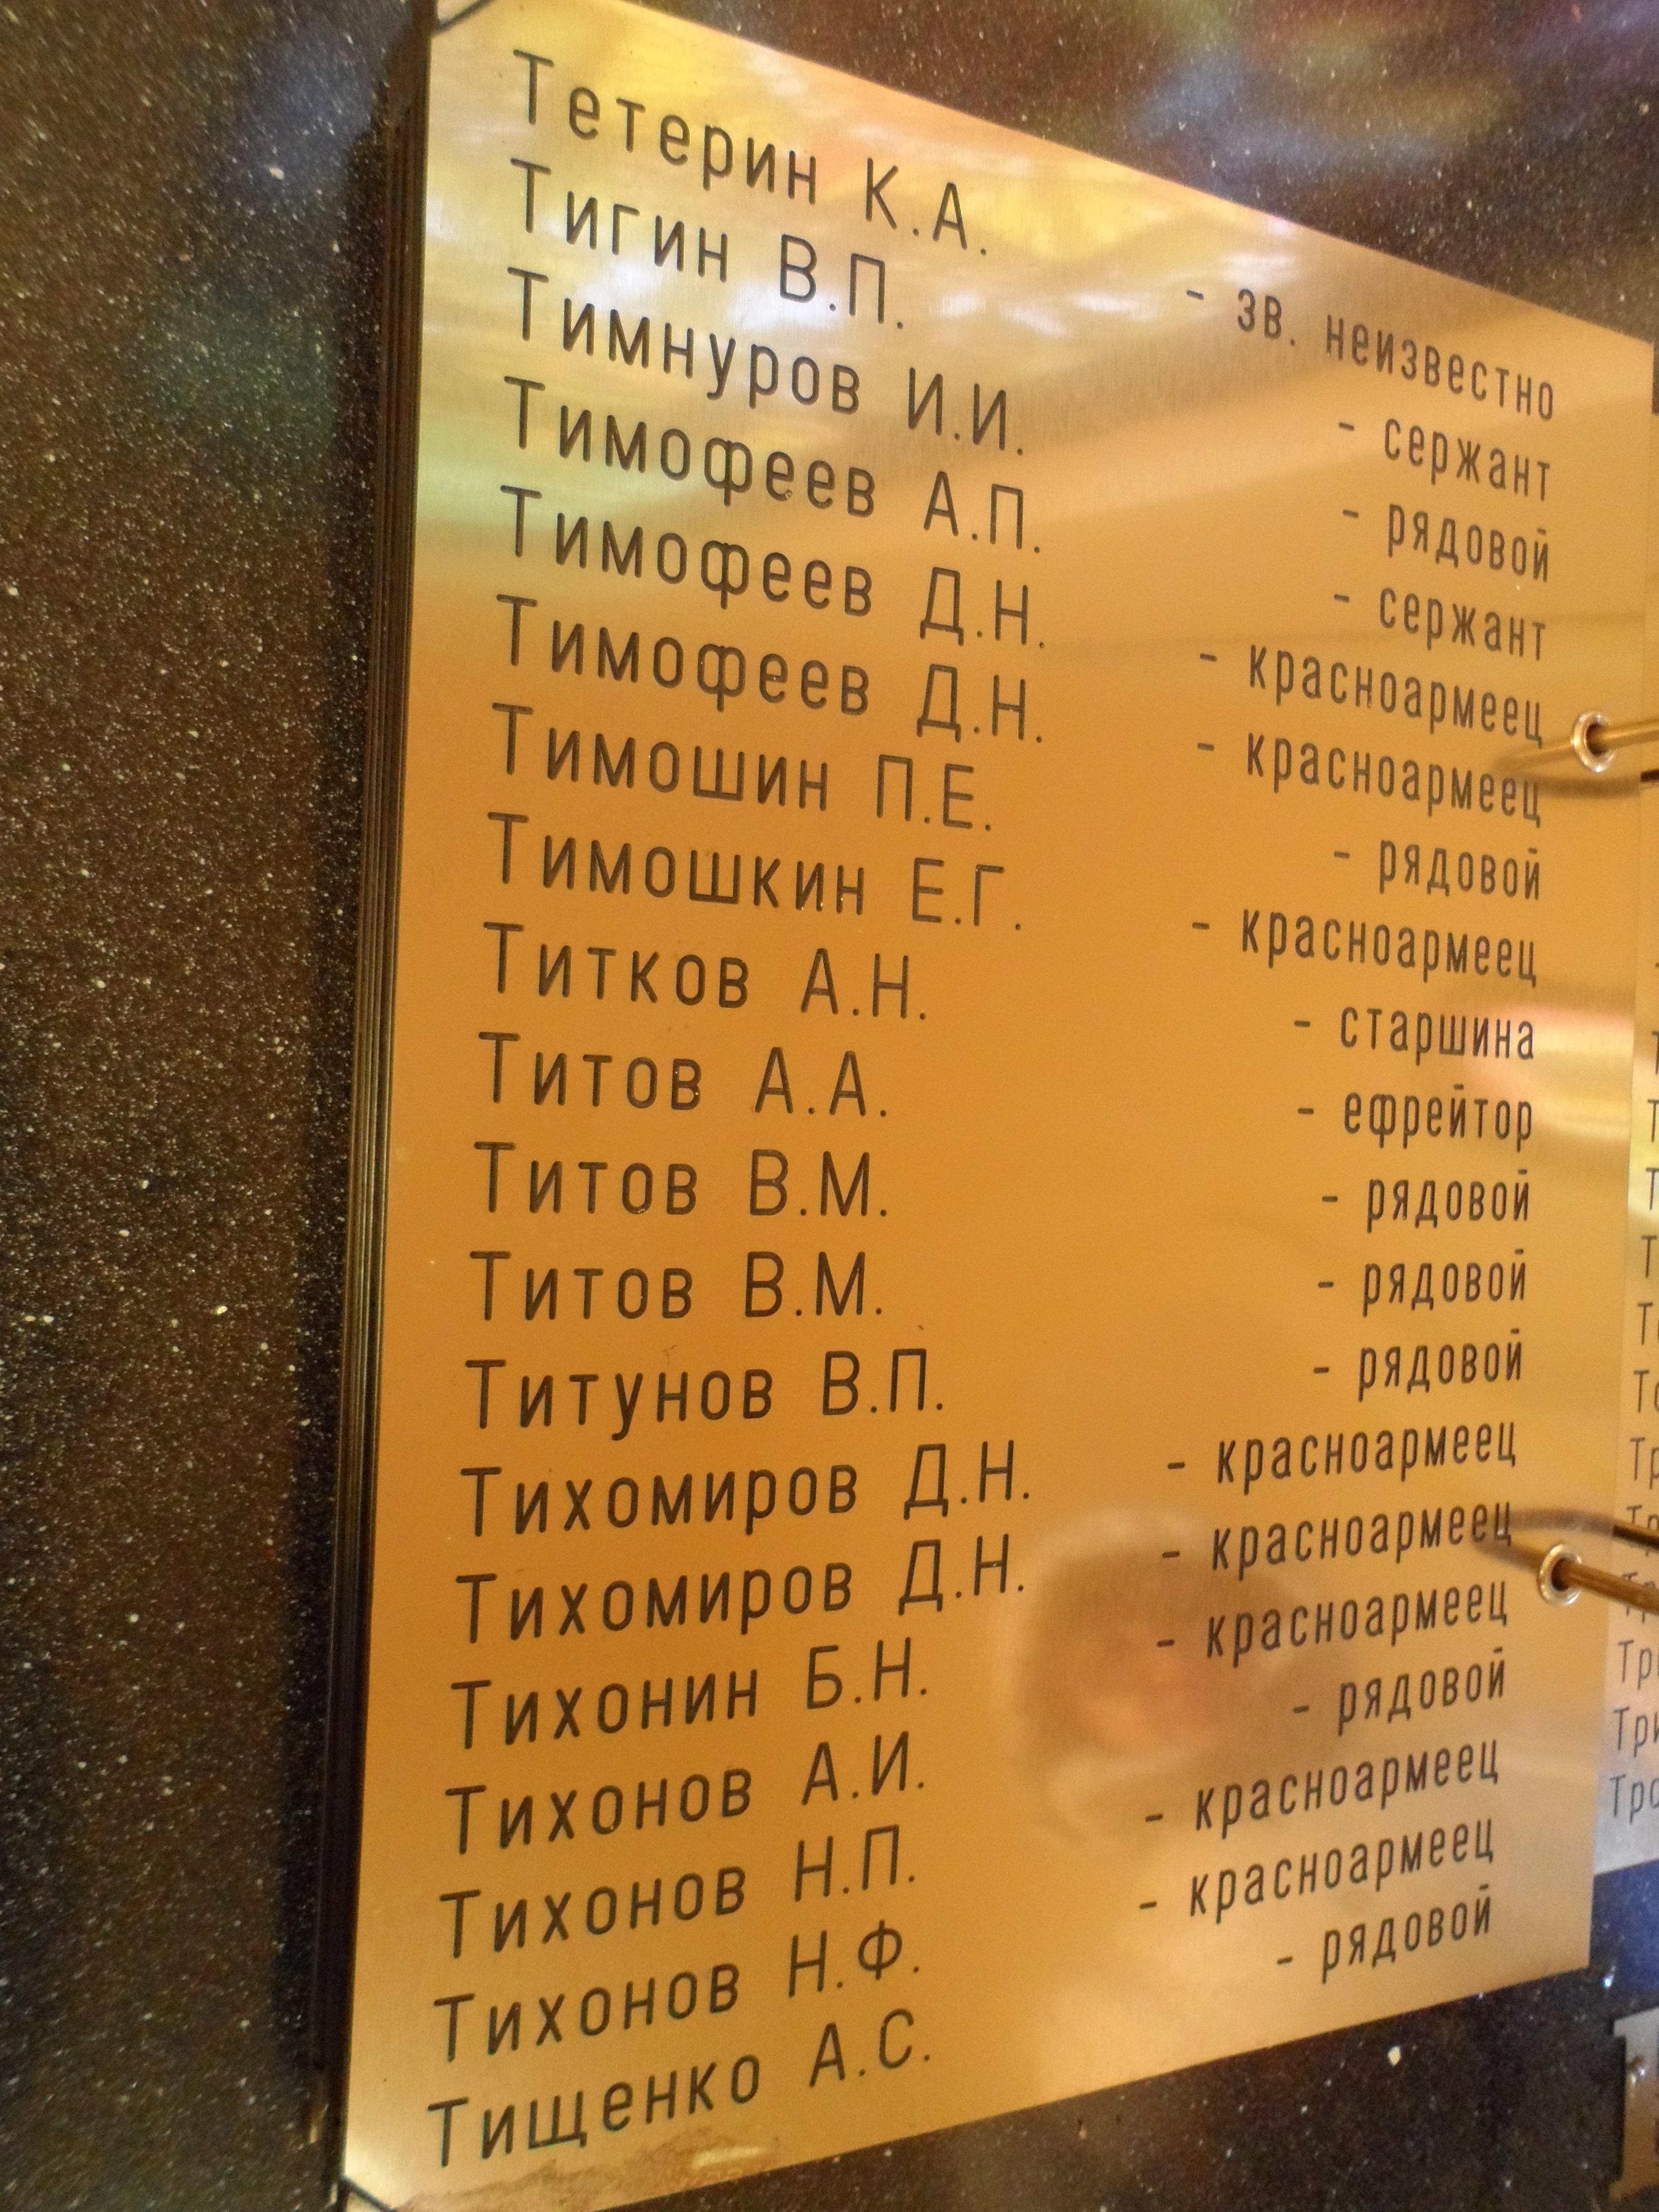 Тетерин К.А. - зв. неизвестно
Тигин В.П. - сержант
Тимнуров И.И. - рядовой
Тимофеев А.П. - сержант
Тимофеев Д.Н. - красноармеец
Тимофеев Д.Н. - красноармеец
Тимошин П.Е. - рядовой
Тимошкин Е.Г. - красноармеец
Титков А.Н. - старшина
Титов А.А. - ефрейтор
Титов В.М. - рядовой
Титов В.М. - рядовой
Титунов В.П. - рядовой
Тихомиров Д.Н. - красноармеец
Тихомиров Д.Н. - красноармеец
Тихонин Б.Н. - красноармеец
Тихонов А.И. - рядовой
Тихонов Н.П. - красноармеец
Тихонов Н.Ф. - красноармеец
Тищенко А.С. - рядовой